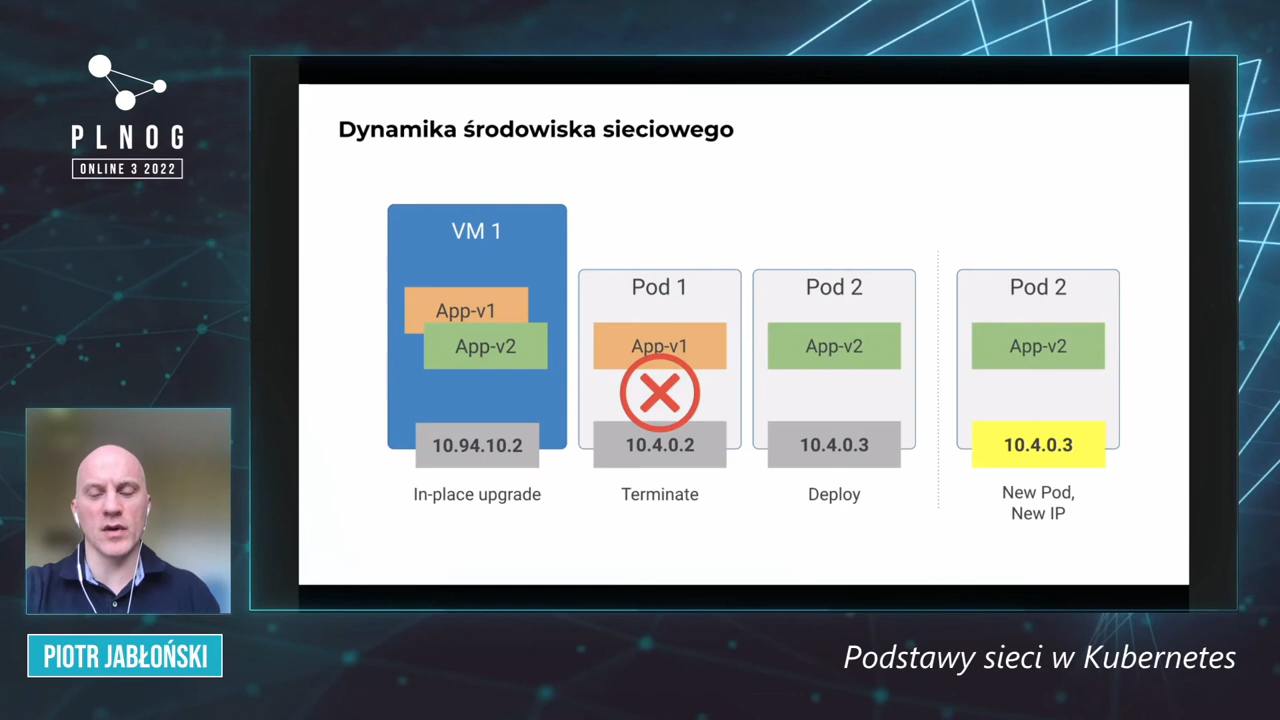 PLNOG
ONLINE 3 2022
Dynamika środowiska sieciowego
VM 1
App-v1
App-v2
10.94.10.2
In-place upgrade
Pod 1
App-v1
10.4.0.2
Terminate
Pod 2
App-v2
10.4.0.3
Deploy
Pod 2
App-v2
10.4.0.3
New Pod,
New IP
PIOTR JABŁOŃSKI
Podstawy sieci w Kubernetes